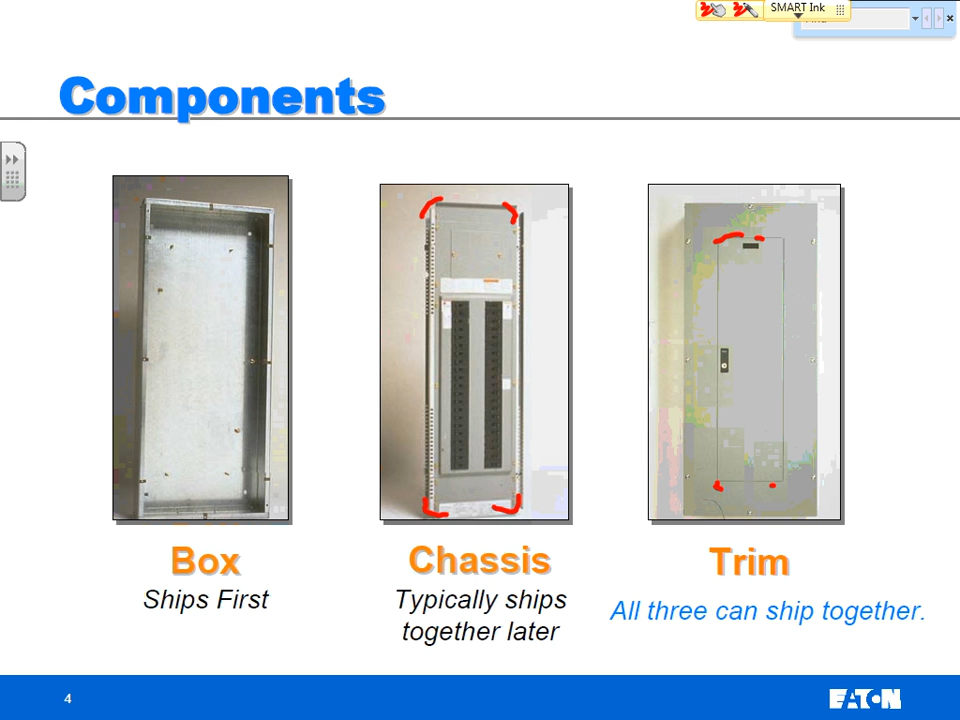 SMART Ink
Components
Box
Ships First
Chassis
Typically ships
together later
Trim
All three can ship together.
4
EATON